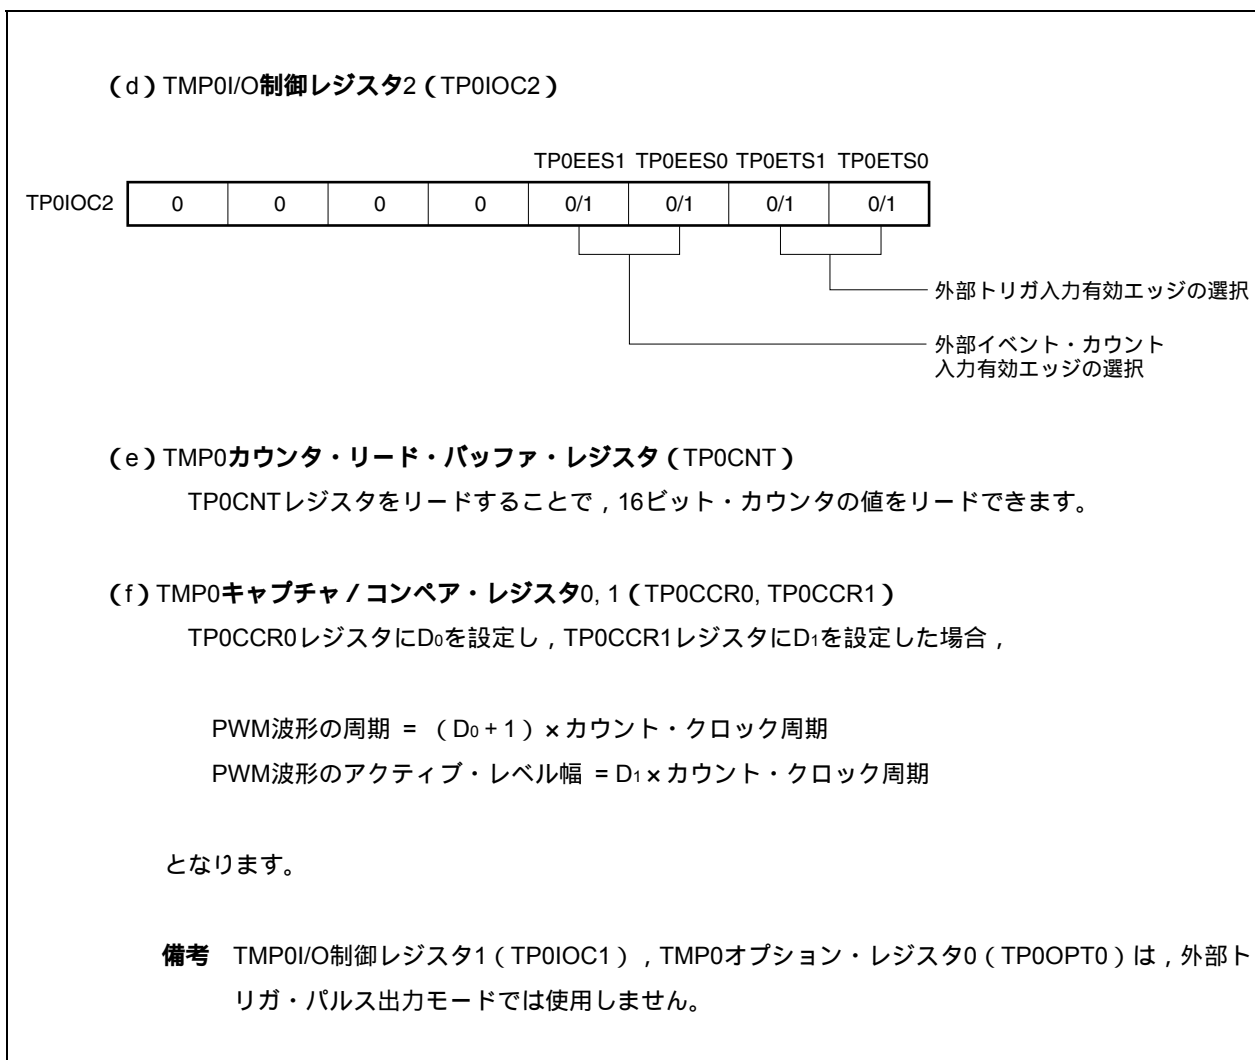 （d）TMP0I/O制御レジスタ2（TP0IOC2）
TP0EES1 TP0EES0 TP0ETS1 TP0ETS0
TP0IOC2 0 0 0 0 0/1 0/1 0/1 0/1
外部トリガ入力有効エッジの選択
外部イベント・カウント
入力有効エッジの選択
（e）TMP0カウンタ・リード・バッファ・レジスタ（TP0CNT）
TP0CNTレジスタをリードすることで，16ビット・カウンタの値をリードできます。
（f）TMP0キャプチャ／コンペア・レジスタ0, 1（TP0CCR0, TP0CCR1）
TP0CCR0レジスタにD₀を設定し，TP0CCR1レジスタにD₁を設定した場合，
PWM波形の周期 = （D₀ + 1）×カウント・クロック周期
PWM波形のアクティブ・レベル幅 = D₁×カウント・クロック周期
となります。
備考 TMP0I/O制御レジスタ1（TP0IOC1），TMP0オプション・レジスタ0（TP0OPT0）は，外部ト
リガ・パルス出力モードでは使用しません。